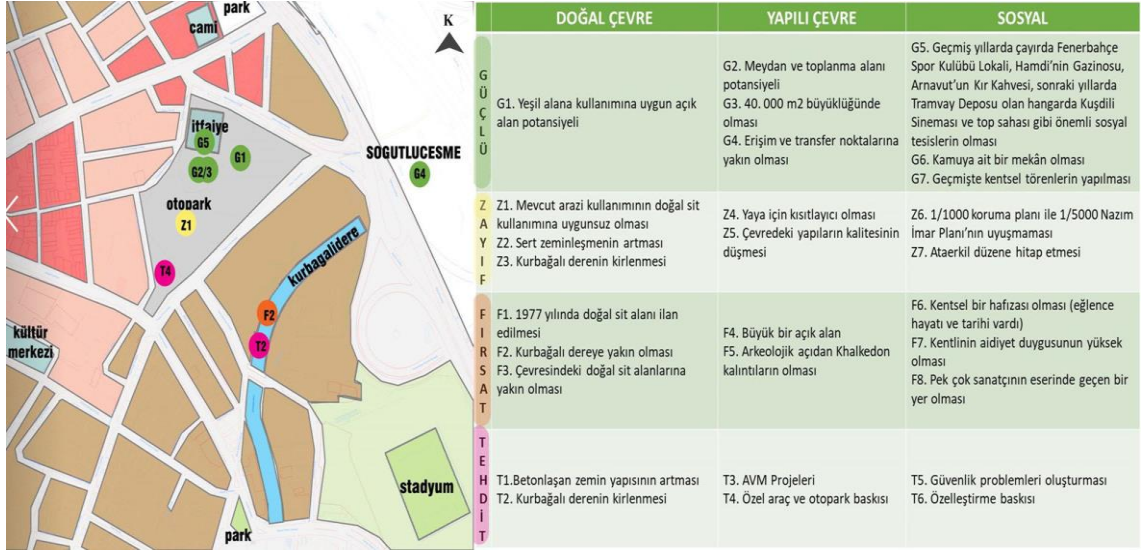 park
K
cami
itfaiye
G5
G1
G2/3
SOGUTLUCESME
G4
otopark
Z1
T4
kurbagalidere
F2
T2
kültür
merkezi
stadyum
park
DOĞAL ÇEVRE
YAPILI ÇEVRE
SOSYAL
GÜÇLÜ
G1. Yeşil alana kullanımına uygun açık
alan potansiyeli
G2. Meydan ve toplanma alanı
potansiyeli
G3. 40. 000 m2 büyüklüğünde
olması
G4. Erişim ve transfer noktalarına
yakın olması
G5. Geçmiş yıllarda çayırda Fenerbahçe
Spor Kulübü Lokali, Hamdi'nin Gazinosu,
Arnavut'un Kır Kahvesi, sonraki yıllarda
Tramvay Deposu olan hangarda Kuşdili
Sineması ve top sahası gibi önemli sosyal
tesislerin olması
G6. Kamuya ait bir mekân olması
G7. Geçmişte kentsel törenlerin yapılması
ZAYIF
Z1. Mevcut arazi kullanımının doğal sit
kullanımına uygunsuz olması
Z2. Sert zeminleşmenin artması
Z3. Kurbağalı derenin kirlenmesi
Z4. Yaya için kısıtlayıcı olması
Z5. Çevredeki yapıların kalitesinin
düşmesi
Z6. 1/1000 koruma planı ile 1/5000 Nazım
İmar Planı'nın uyuşmaması
Z7. Ataerkil düzene hitap etmesi
FIRSAT
F1. 1977 yılında doğal sit alanı ilan
edilmesi
F2. Kurbağalı dereye yakın olması
F3. Çevresindeki doğal sit alanlarına
yakın olması
F4. Büyük bir açık alan
F5. Arkeolojik açıdan Khalkedon
kalıntıların olması
F6. Kentsel bir hafızası olması (eğlence
hayatı ve tarihi vardı)
F7. Kentlinin aidiyet duygusunun yüksek
olması
F8. Pek çok sanatçının eserinde geçen bir
yer olması
TEHDİT
T1.Betonlaşan zemin yapısının artması
T2. Kurbağalı derenin kirlenmesi
T3. AVM Projeleri
T4. Özel araç ve otopark baskısı
T5. Güvenlik problemleri oluşturması
T6. Özelleştirme baskısı